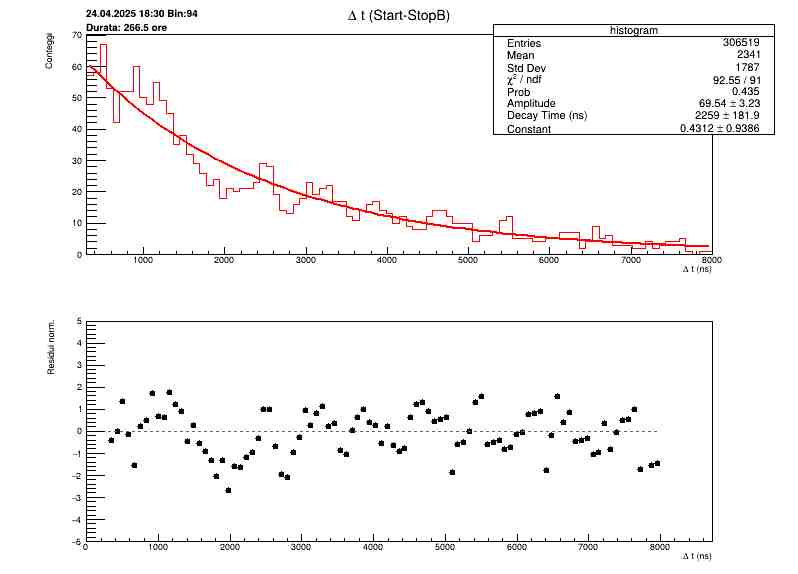 24.04.2025 18:30 Bin:94
Durata: 266.5 ore
Δ t (Start-StopB)
histogram
Entries 306519
Mean 2341
Std Dev 1787
χ² / ndf 92.55 / 91
Prob 0.435
Amplitude 69.54 ± 3.23
Decay Time (ns) 2259 ± 181.9
Constant 0.4312 ± 0.9386
Conteggi
70
60
50
40
30
20
10
0
1000 2000 3000 4000 5000 6000 7000 8000
Δ t (ns)
Residui norm.
5
4
3
2
1
0
−1
−2
−3
−4
−5
0 1000 2000 3000 4000 5000 6000 7000 8000
Δ t (ns)